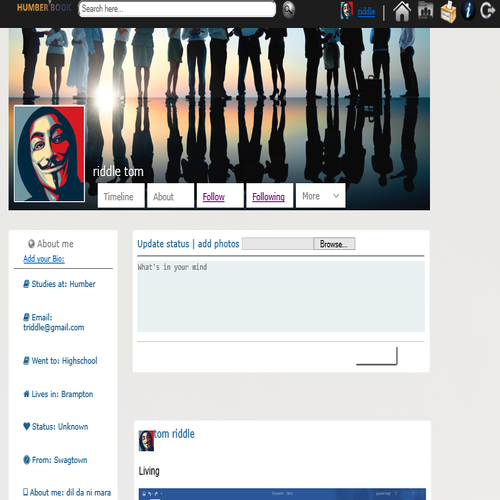 HUMBER BOOK
Search here...
riddle
riddle tom
Timeline
About
Follow
Following
More
About me
Add your Bio:
Studies at: Humber
Email:
triddle@gmail.com
Went to: Highschool
Lives in: Brampton
Status: Unknown
From: Swagtown
About me: dil da ni mara
Update status | add photos
Browse...
What's in your mind
tom riddle
Living